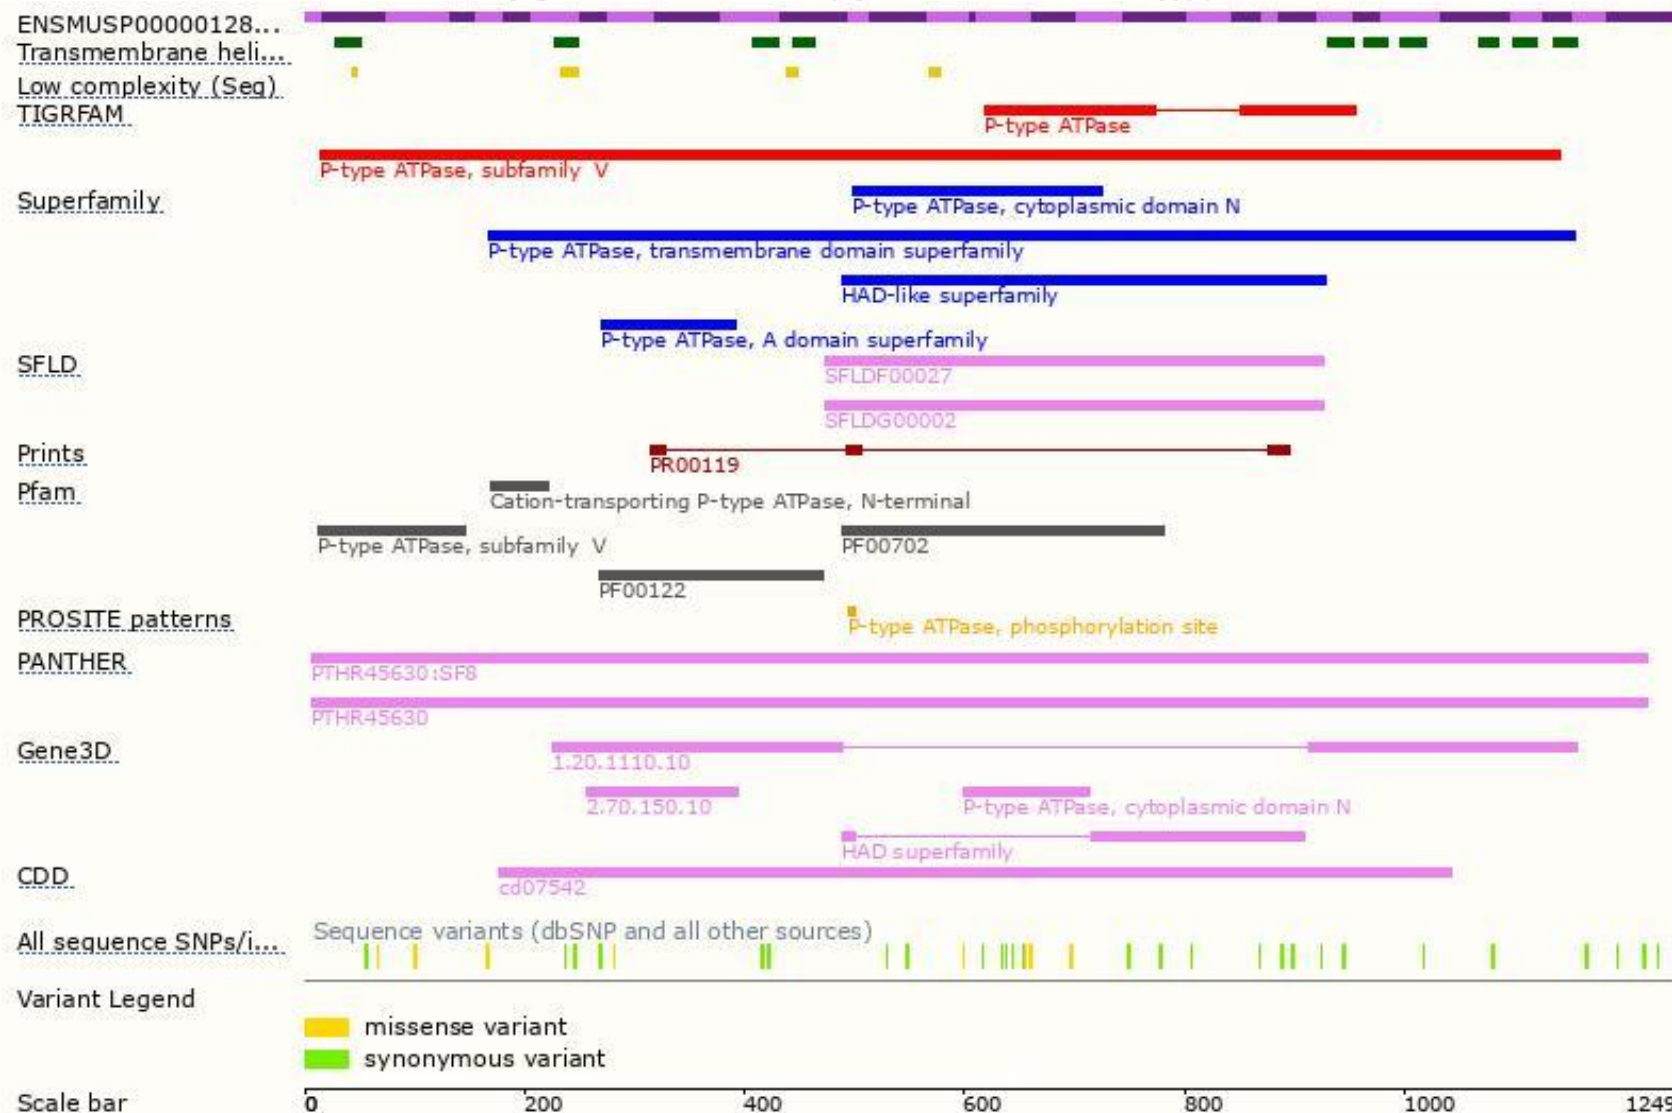 ENSMUSP00000128...
Transmembrane heli...
Low complexity (Seg)
TIGRFAM
P-type ATPase
P-type ATPase, subfamily V
Superfamily
P-type ATPase, cytoplasmic domain N
P-type ATPase, transmembrane domain superfamily
HAD-like superfamily
P-type ATPase, A domain superfamily
SFLD
SFLDF00027
SFLDG00002
Prints
PR00119
Pfam
Cation-transporting P-type ATPase, N-terminal
P-type ATPase, subfamily V PF00702
PF00122
PROSITE patterns
P-type ATPase, phosphorylation site
PANTHER
PTHR45630:SF8
PTHR45630
Gene3D
1.20.1110.10
2.70.150.10 P-type ATPase, cytoplasmic domain N
HAD superfamily
CDD
cd07542
Sequence variants (dbSNP and all other sources)
All sequence SNPs/i...
Variant Legend
missense variant
synonymous variant
Scale bar 0 200 400 600 800 1000 1249